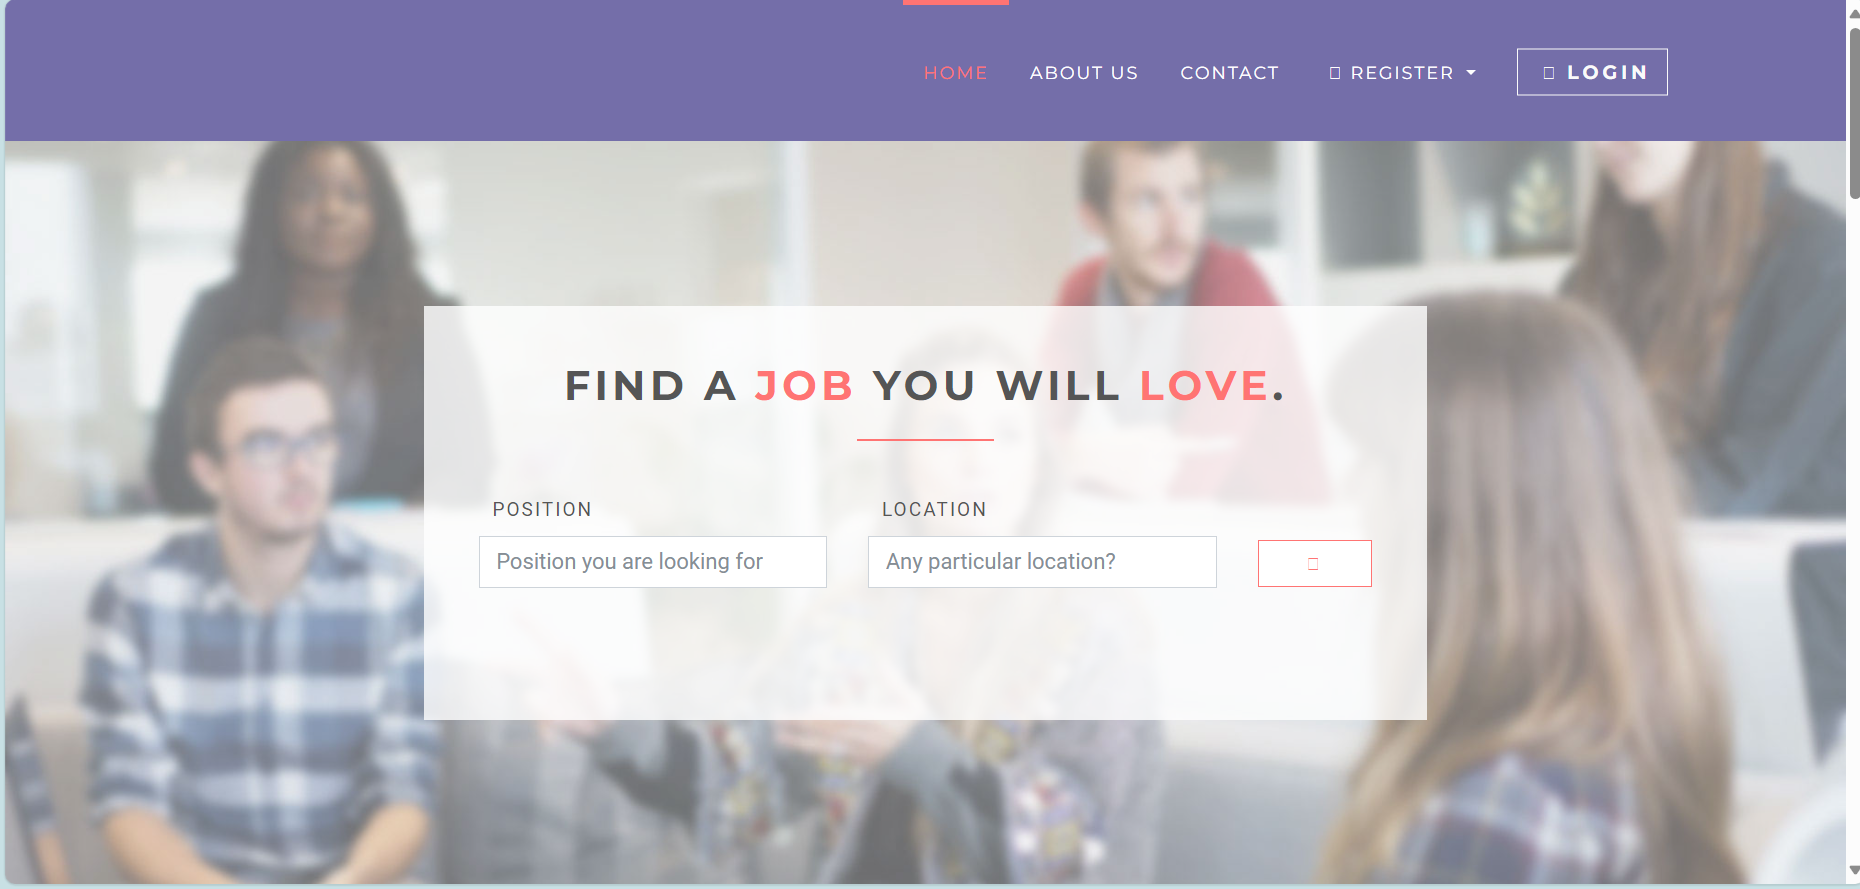 HOME ABOUT US CONTACT REGISTER LOGIN
FIND A JOB YOU WILL LOVE.
POSITION LOCATION
Position you are looking for Any particular location?